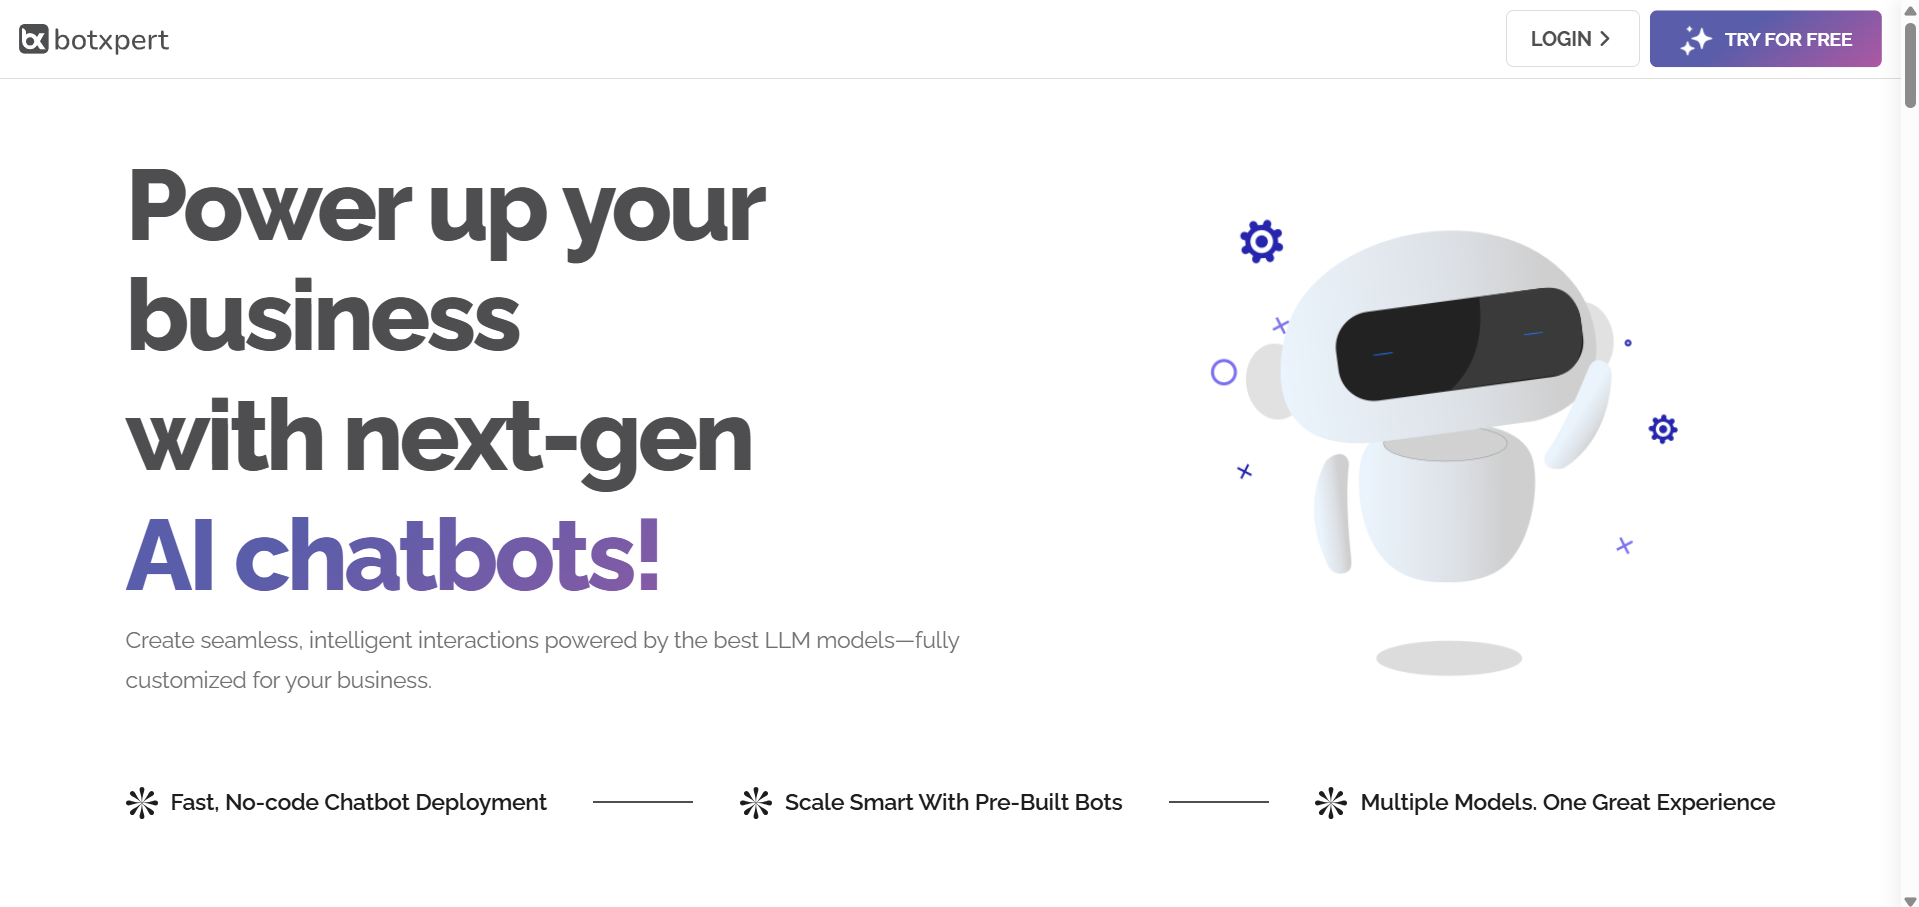 botxpert
LOGIN
TRY FOR FREE
Power up your
business
with next-gen
AI chatbots!
Create seamless, intelligent interactions powered by the best LLM models—fully
customized for your business.
Fast, No-code Chatbot Deployment
Scale Smart With Pre-Built Bots
Multiple Models. One Great Experience